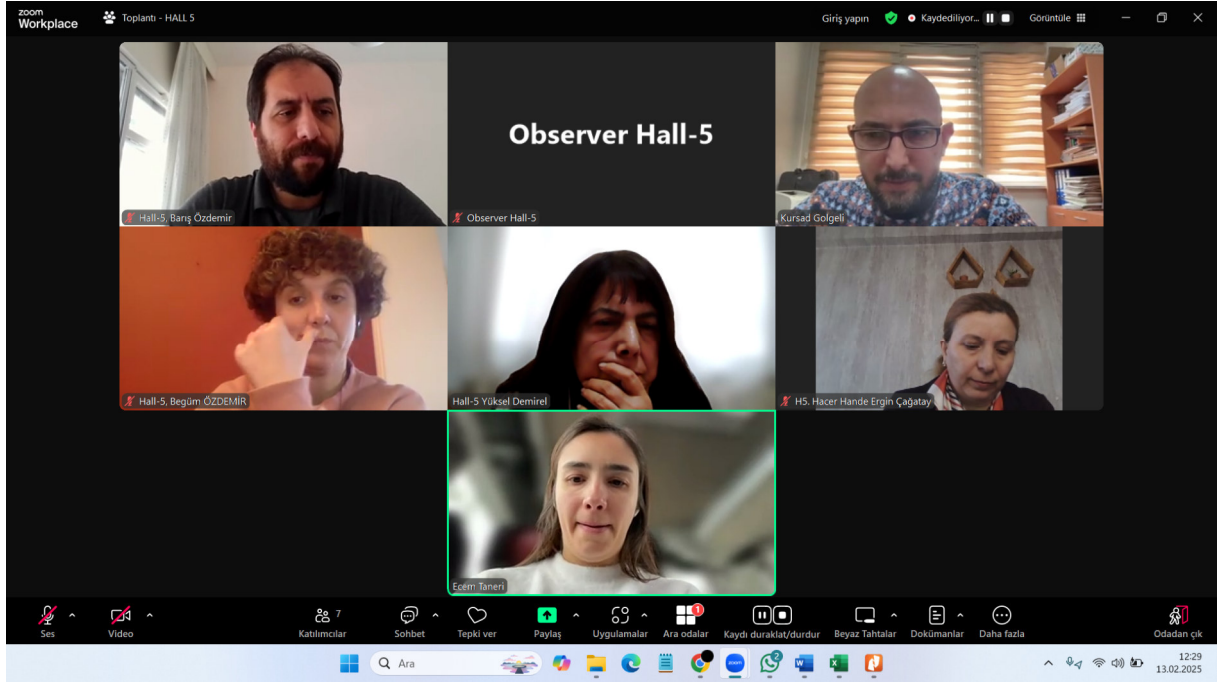 zoom
Workplace
Toplantı - HALL 5
Giriş yapın
Kaydediliyor...
Görüntüle
Observer Hall-5
Hall-5, Barış Özdemir
Observer Hall-5
Kursad Golgeli
Hall-5, Begüm ÖZDEMİR
Hall-5 Yüksel Demirel
H5. Hacer Hande Ergin Çağatay
Ecem Taneri
7
1
Ses
Video
Katılımcılar
Sohbet
Tepki ver
Paylaş
Uygulamalar
Ara odalar
Kaydı duraklat/durdur
Beyaz Tahtalar
Dokümanlar
Daha fazla
Odadan çık
Ara
12:29
13.02.2025